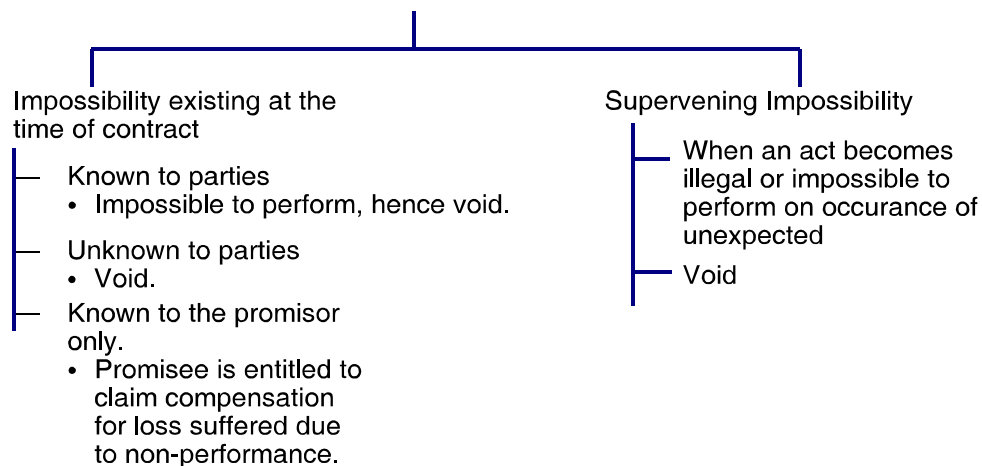 Impossibility existing at the
time of contract
Known to parties
• Impossible to perform, hence void.
Unknown to parties
• Void.
Known to the promisor
only.
• Promisee is entitled to
claim compensation
for loss suffered due
to non-performance.
Supervening Impossibility
When an act becomes
illegal or impossible to
perform on occurance of
unexpected
Void